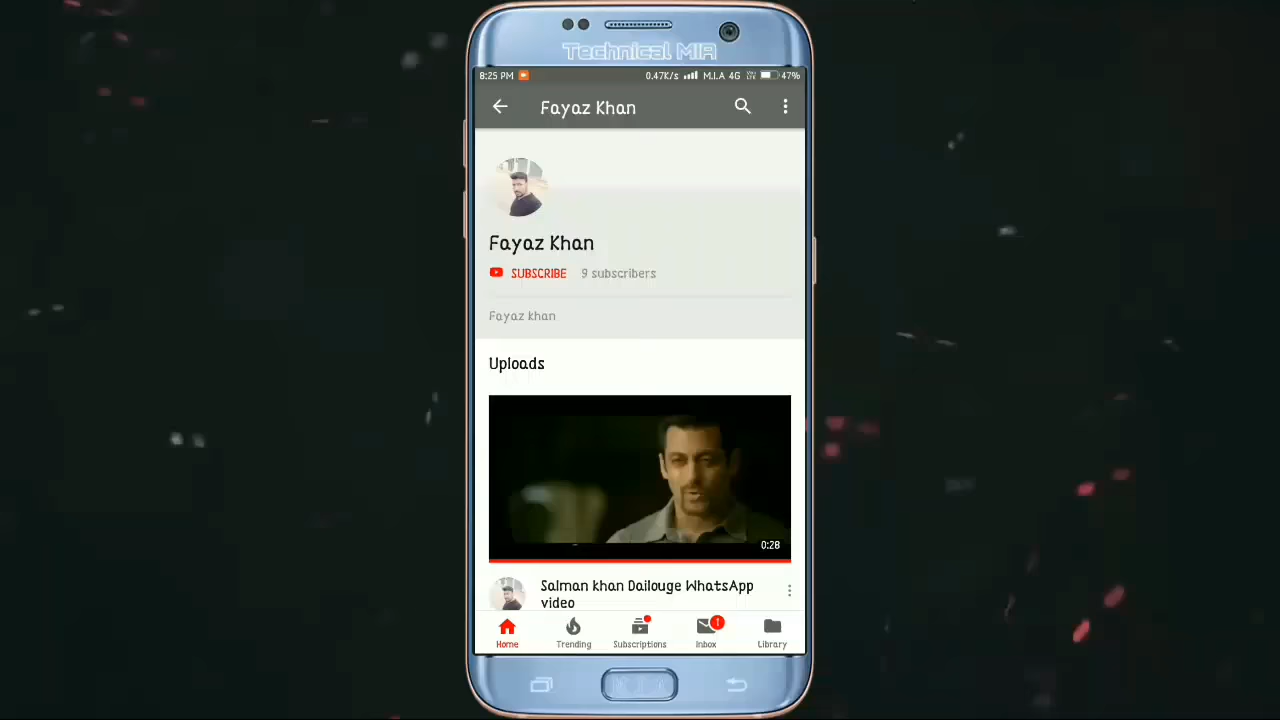 Technical MIA
8:25 PM 0.47K/s M.I.A 4G 47%
Fayaz Khan
Fayaz Khan
SUBSCRIBE 9 subscribers
Fayaz khan
Uploads
0:28
Salman khan Dailouge WhatsApp
video
1
Home Trending Subscriptions Inbox Library
M.I.A